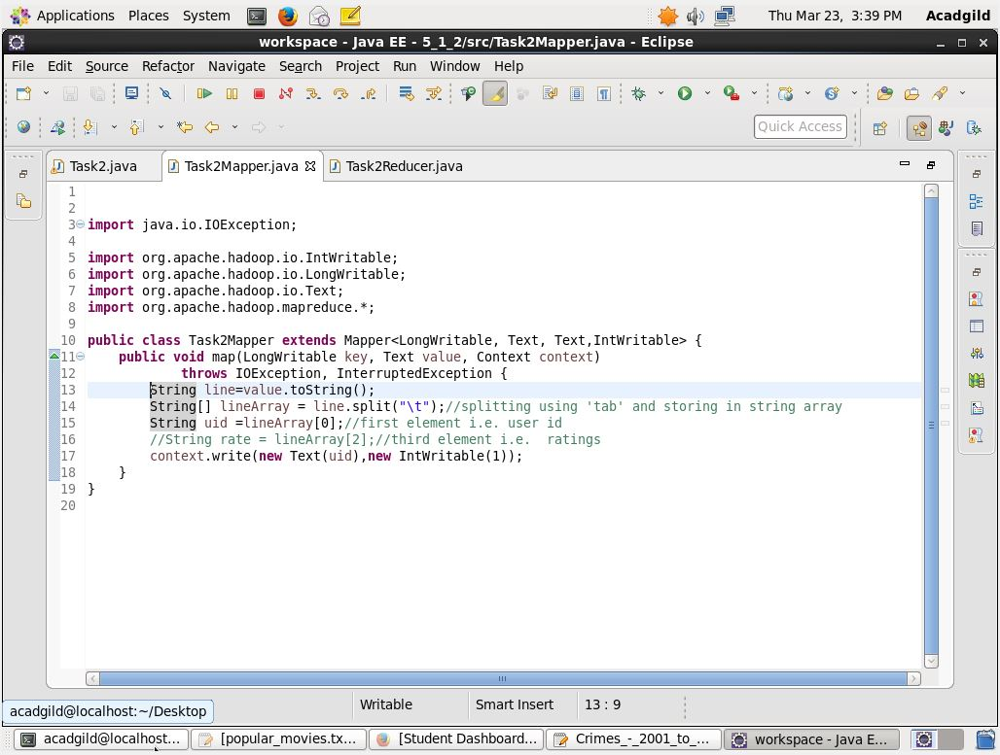 Applications Places System Thu Mar 23, 3:39 PM Acadgild
workspace - Java EE - 5_1_2/src/Task2Mapper.java - Eclipse
File Edit Source Refactor Navigate Search Project Run Window Help
Quick Access
Task2.java Task2Mapper.java Task2Reducer.java
1
2
3 import java.io.IOException;
4
5 import org.apache.hadoop.io.IntWritable;
6 import org.apache.hadoop.io.LongWritable;
7 import org.apache.hadoop.io.Text;
8 import org.apache.hadoop.mapreduce.*;
9
10 public class Task2Mapper extends Mapper<LongWritable, Text, Text,IntWritable> {
11 public void map(LongWritable key, Text value, Context context)
12 throws IOException, InterruptedException {
13 String line=value.toString();
14 String[] lineArray = line.split("\t");//splitting using 'tab' and storing in string array
15 String uid =lineArray[0];//first element i.e. user id
16 //String rate = lineArray[2];//third element i.e.  ratings
17 context.write(new Text(uid),new IntWritable(1));
18 }
19 }
20
Writable Smart Insert 13 : 9
acadgild@localhost:~/Desktop
acadgild@localhost... [popular_movies.tx... [Student Dashboard... Crimes_-_2001_to_... workspace - Java E...